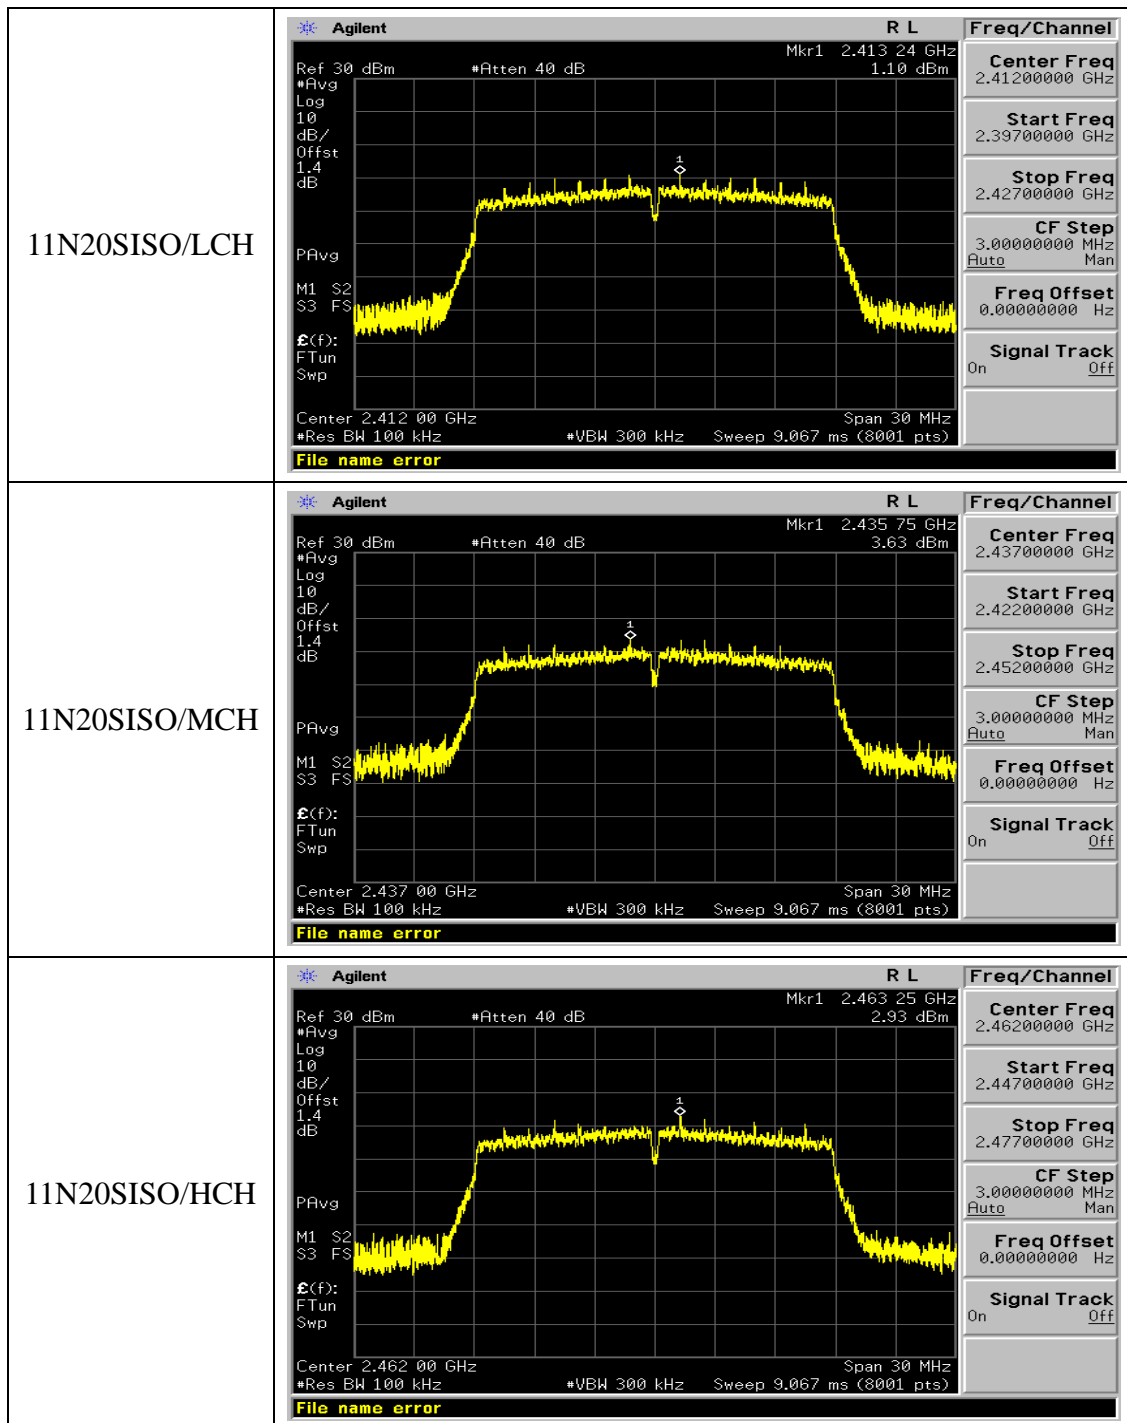 11N20SISO/LCH
Agilent R L Freq/Channel
Mkr1 2.413 24 GHz
Ref 30 dBm #Atten 40 dB 1.10 dBm
#Avg
Log
10
dB/
Offst
1.4
dB
1
PAvg
M1 S2
S3 FS
£(f):
FTun
Swp
Center 2.412 00 GHz Span 30 MHz
#Res BW 100 kHz #VBW 300 kHz Sweep 9.067 ms (8001 pts)
File name error
Center Freq
2.41200000 GHz
Start Freq
2.39700000 GHz
Stop Freq
2.42700000 GHz
CF Step
3.00000000 MHz
Auto Man
Freq Offset
0.00000000 Hz
Signal Track
On Off
11N20SISO/MCH
Agilent R L Freq/Channel
Mkr1 2.435 75 GHz
Ref 30 dBm #Atten 40 dB 3.63 dBm
#Avg
Log
10
dB/
Offst
1.4
dB
1
PAvg
M1 S2
S3 FS
£(f):
FTun
Swp
Center 2.437 00 GHz Span 30 MHz
#Res BW 100 kHz #VBW 300 kHz Sweep 9.067 ms (8001 pts)
File name error
Center Freq
2.43700000 GHz
Start Freq
2.42200000 GHz
Stop Freq
2.45200000 GHz
CF Step
3.00000000 MHz
Auto Man
Freq Offset
0.00000000 Hz
Signal Track
On Off
11N20SISO/HCH
Agilent R L Freq/Channel
Mkr1 2.463 25 GHz
Ref 30 dBm #Atten 40 dB 2.93 dBm
#Avg
Log
10
dB/
Offst
1.4
dB
1
PAvg
M1 S2
S3 FS
£(f):
FTun
Swp
Center 2.462 00 GHz Span 30 MHz
#Res BW 100 kHz #VBW 300 kHz Sweep 9.067 ms (8001 pts)
File name error
Center Freq
2.46200000 GHz
Start Freq
2.44700000 GHz
Stop Freq
2.47700000 GHz
CF Step
3.00000000 MHz
Auto Man
Freq Offset
0.00000000 Hz
Signal Track
On Off